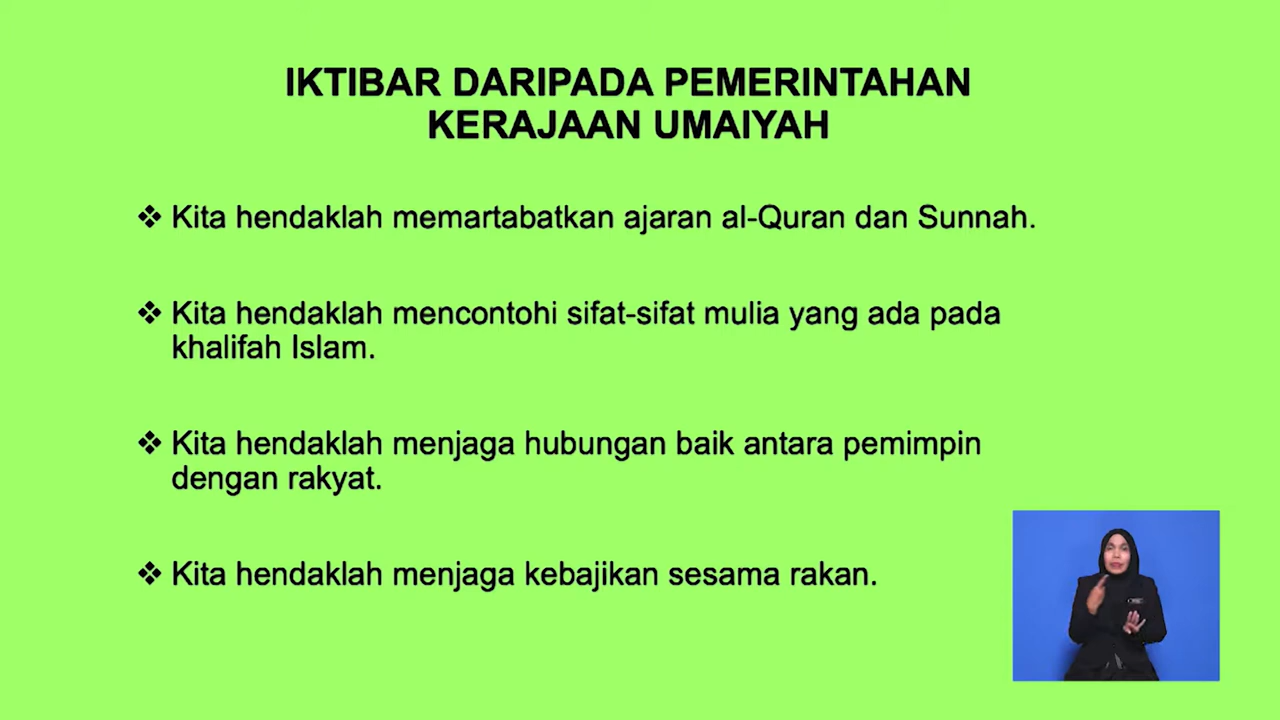 IKTIBAR DARIPADA PEMERINTAHAN
KERAJAAN UMAIYAH
❖ Kita hendaklah memartabatkan ajaran al-Quran dan Sunnah.
❖ Kita hendaklah mencontohi sifat-sifat mulia yang ada pada
khalifah Islam.
❖ Kita hendaklah menjaga hubungan baik antara pemimpin
dengan rakyat.
❖ Kita hendaklah menjaga kebajikan sesama rakan.